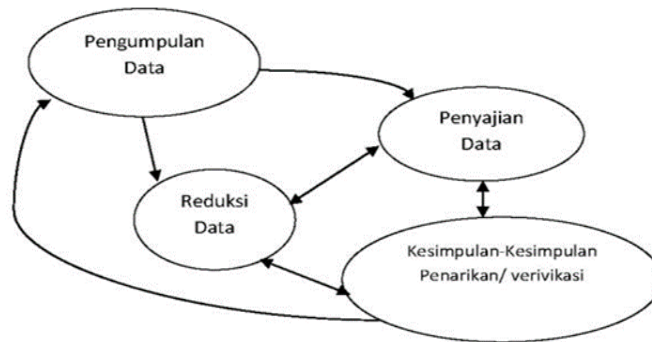 Pengumpulan
Data
Penyajian
Data
Reduksi
Data
Kesimpulan-Kesimpulan
Penarikan/ verivikasi